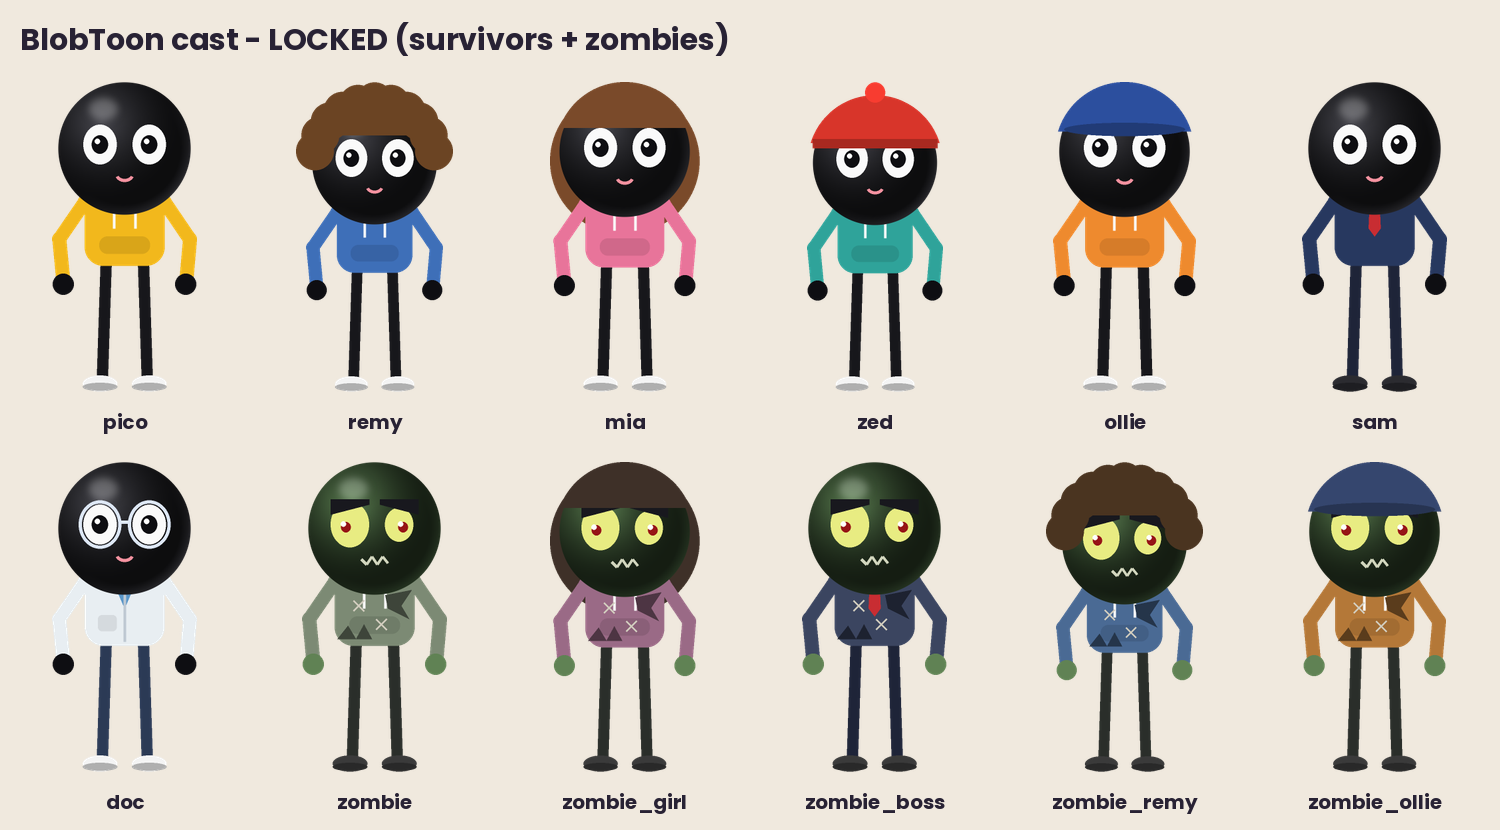 BlobToon cast - LOCKED (survivors + zombies)
pico remy mia zed ollie sam
doc zombie zombie_girl zombie_boss zombie_remy zombie_ollie